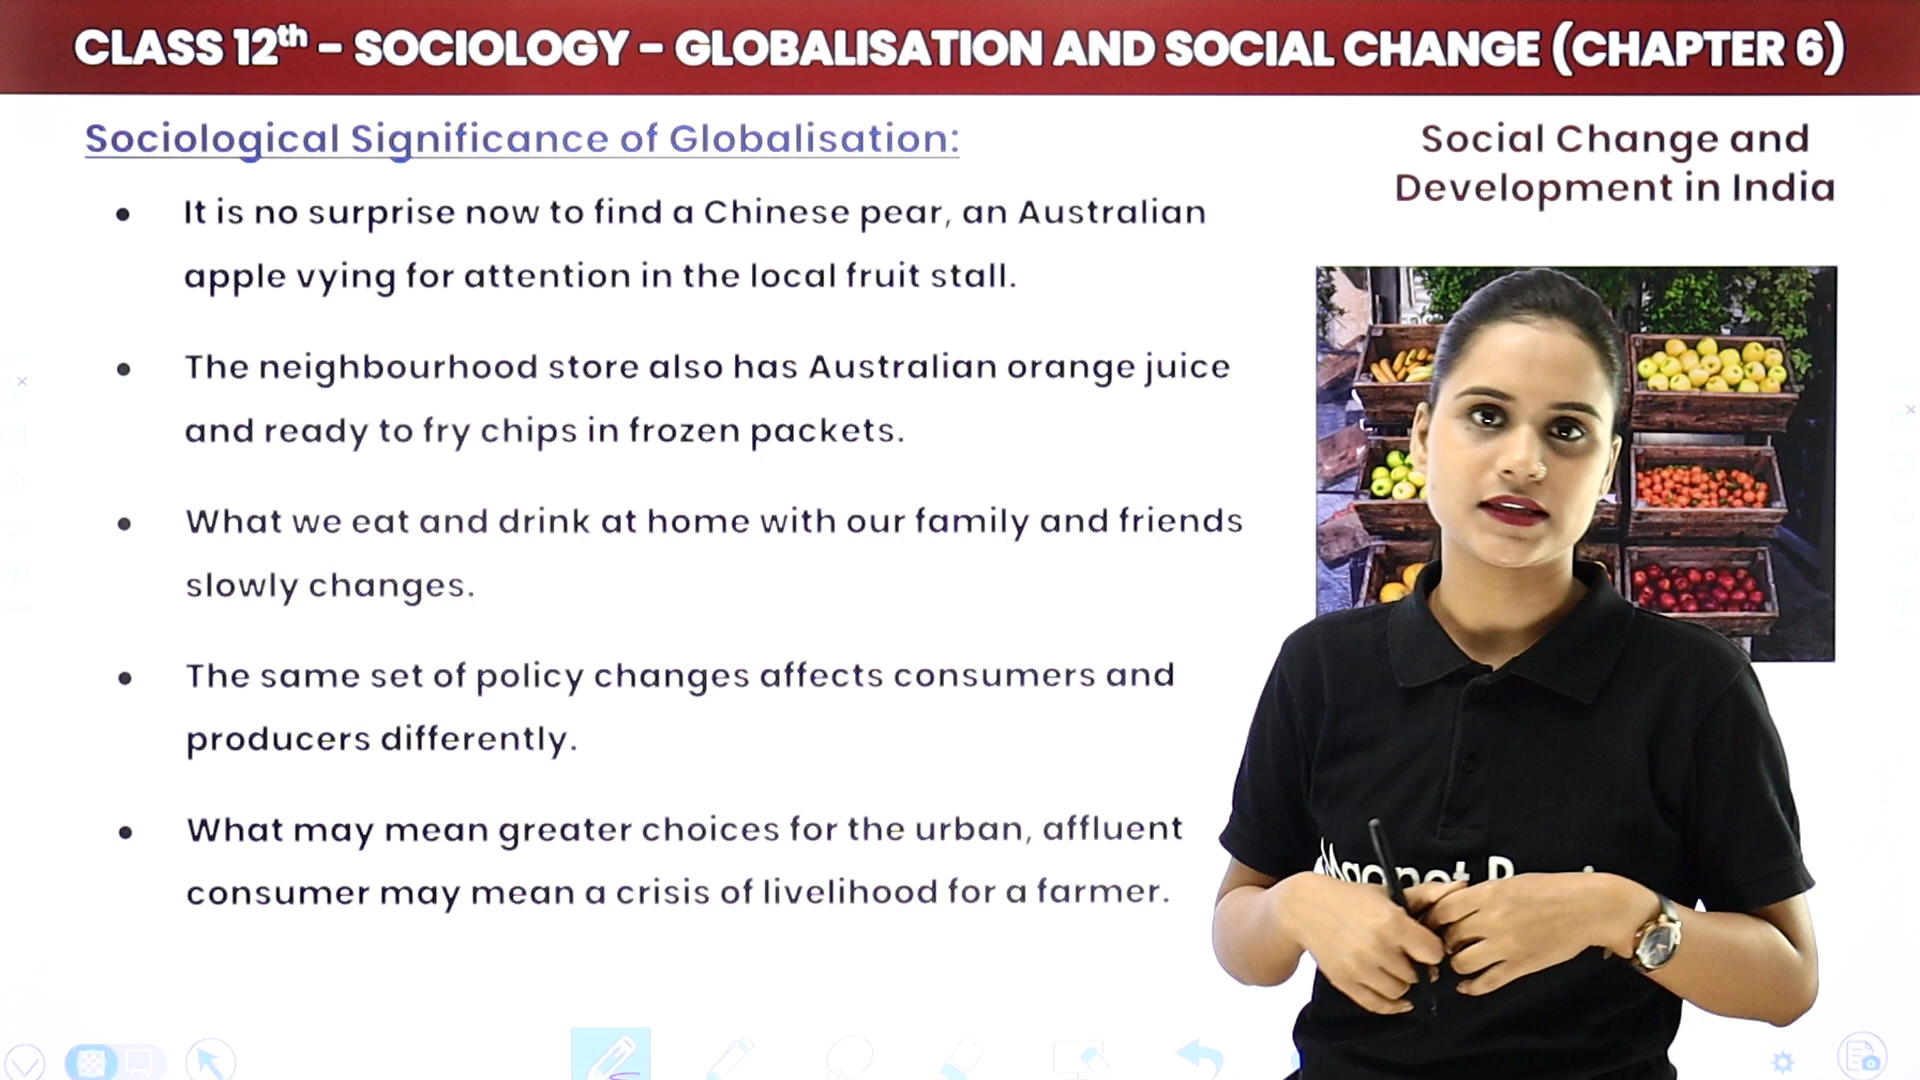 CLASS 12th – SOCIOLOGY – GLOBALISATION AND SOCIAL CHANGE (CHAPTER 6)
Sociological Significance of Globalisation:
Social Change and
Development in India
• It is no surprise now to find a Chinese pear, an Australian
apple vying for attention in the local fruit stall.
• The neighbourhood store also has Australian orange juice
and ready to fry chips in frozen packets.
• What we eat and drink at home with our family and friends
slowly changes.
• The same set of policy changes affects consumers and
producers differently.
• What may mean greater choices for the urban, affluent
consumer may mean a crisis of livelihood for a farmer.